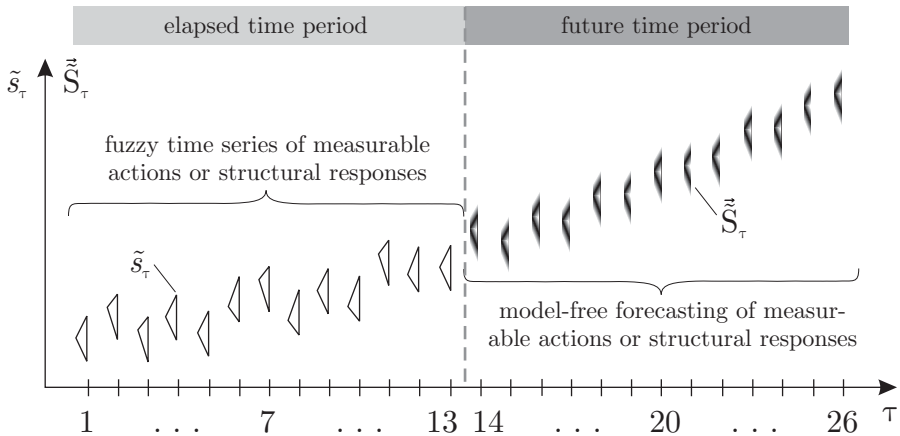 elapsed time period
future time period
s̃τ
S̃⃗τ
fuzzy time series of measurable
actions or structural responses
s̃τ
S̃⃗τ
model-free forecasting of measur-
able actions or structural responses
1 . . . 7 . . . 13 14 . . . 20 . . . 26 τ